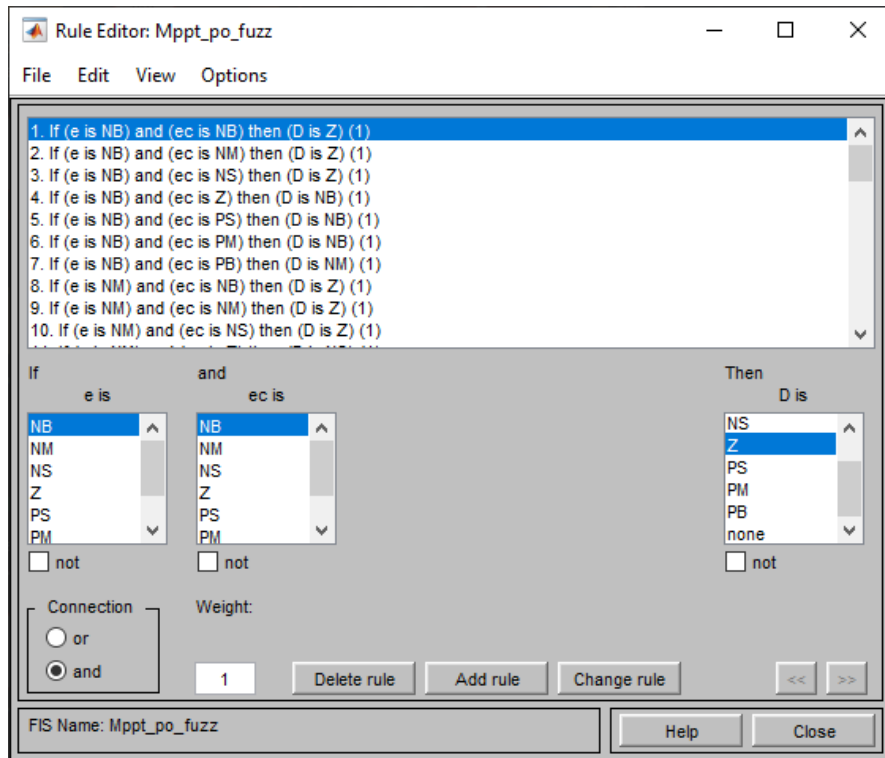 Rule Editor: Mppt_po_fuzz
File Edit View Options
1. If (e is NB) and (ec is NB) then (D is Z) (1)
2. If (e is NB) and (ec is NM) then (D is Z) (1)
3. If (e is NB) and (ec is NS) then (D is Z) (1)
4. If (e is NB) and (ec is Z) then (D is NB) (1)
5. If (e is NB) and (ec is PS) then (D is NB) (1)
6. If (e is NB) and (ec is PM) then (D is NB) (1)
7. If (e is NB) and (ec is PB) then (D is NM) (1)
8. If (e is NM) and (ec is NB) then (D is Z) (1)
9. If (e is NM) and (ec is NM) then (D is Z) (1)
10. If (e is NM) and (ec is NS) then (D is Z) (1)
If and Then
e is ec is D is
NB NB NS
NM NM Z
NS NS PS
Z Z PM
PS PS PB
PM PM none
not not not
Connection Weight:
or
and 1 Delete rule Add rule Change rule << >>
FIS Name: Mppt_po_fuzz Help Close